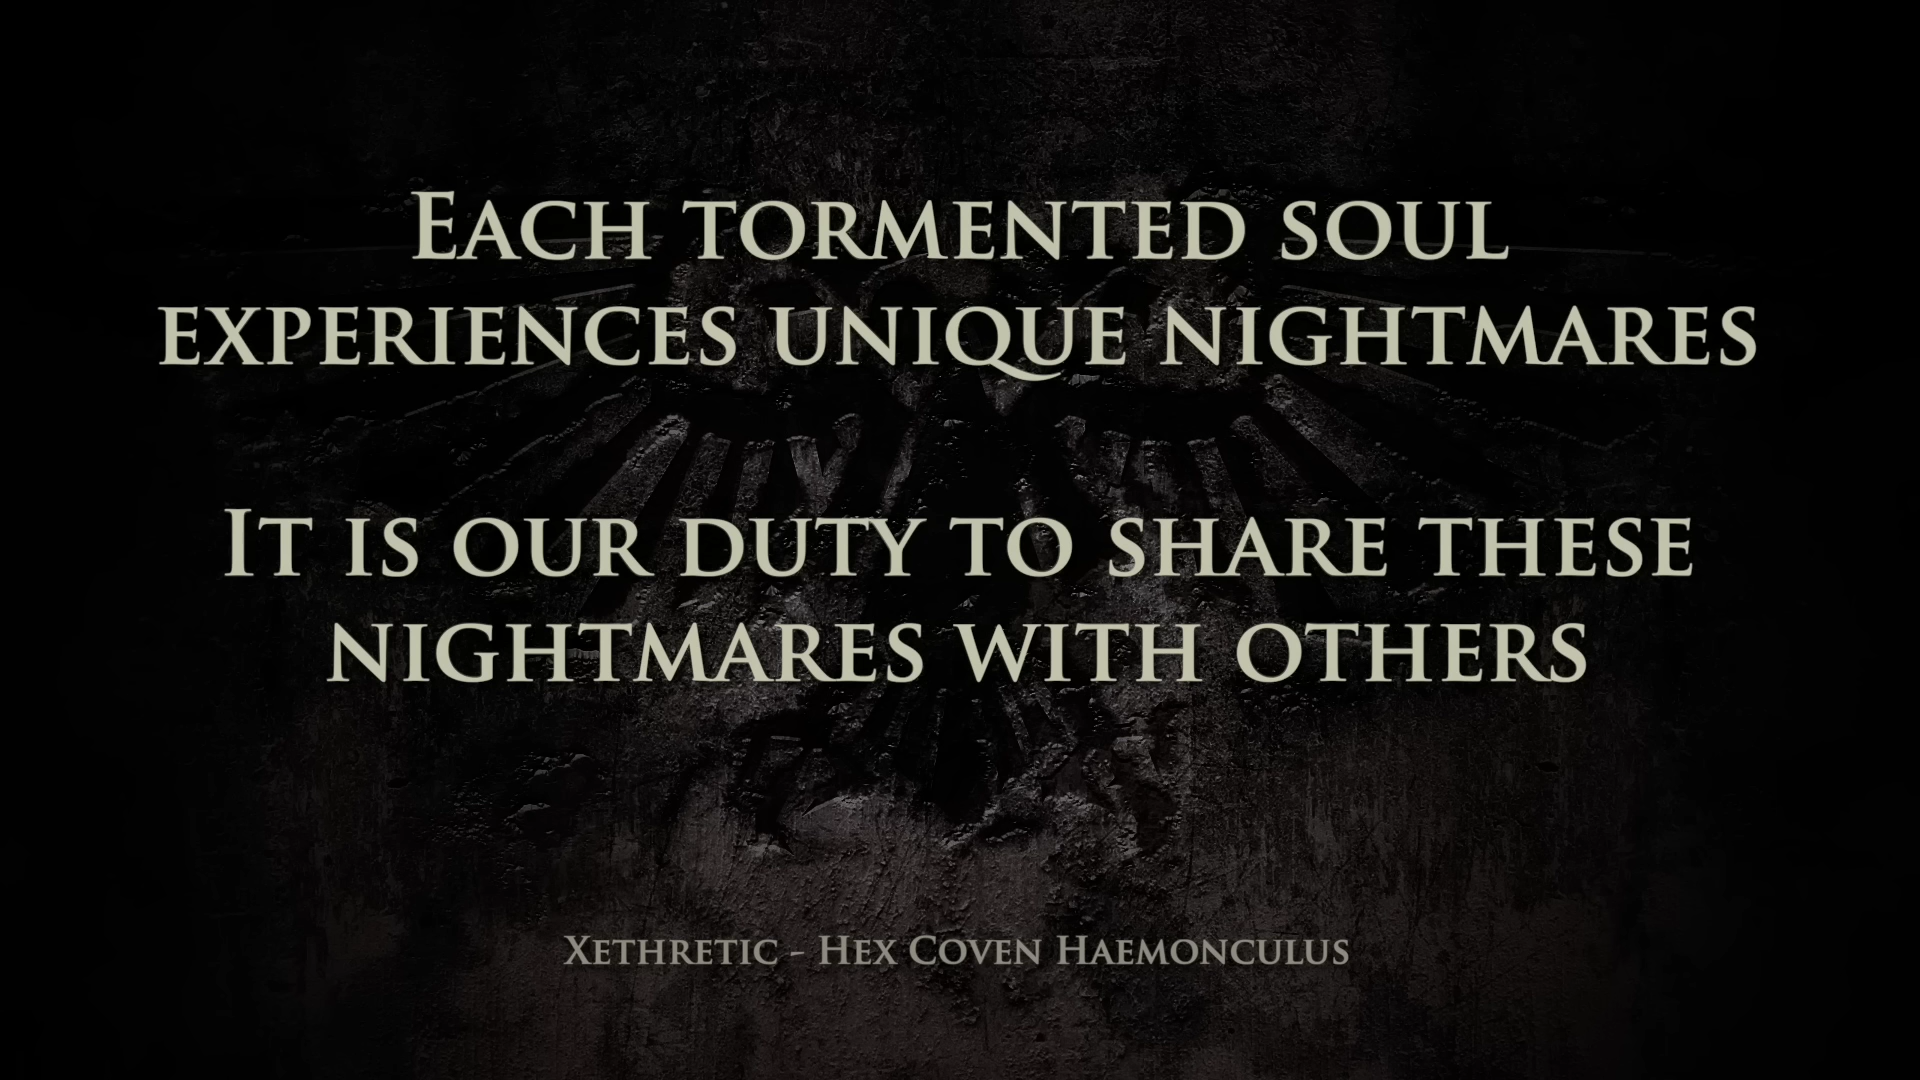 Each tormented soul
experiences unique nightmares
It is our duty to share these
nightmares with others
Xethretic - Hex Coven Haemonculus